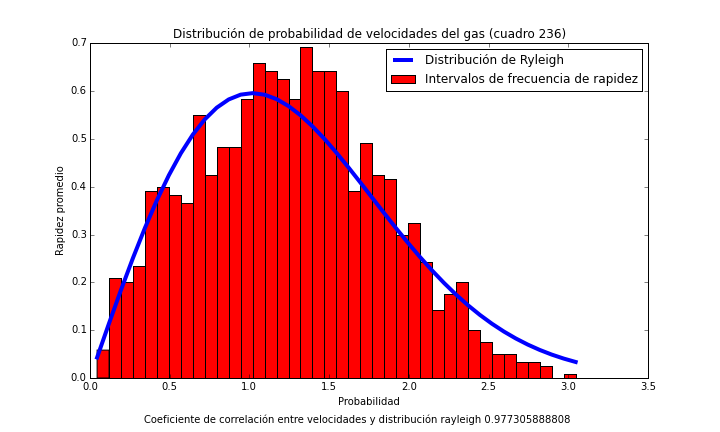 Distribución de probabilidad de velocidades del gas (cuadro 236)
0.7
0.6
0.5
0.4
0.3
0.2
0.1
0.0
Rapidez promedio
Distribución de Ryleigh
Intervalos de frecuencia de rapidez
0.0 0.5 1.0 1.5 2.0 2.5 3.0 3.5
Probabilidad
Coeficiente de correlación entre velocidades y distribución rayleigh 0.977305888808